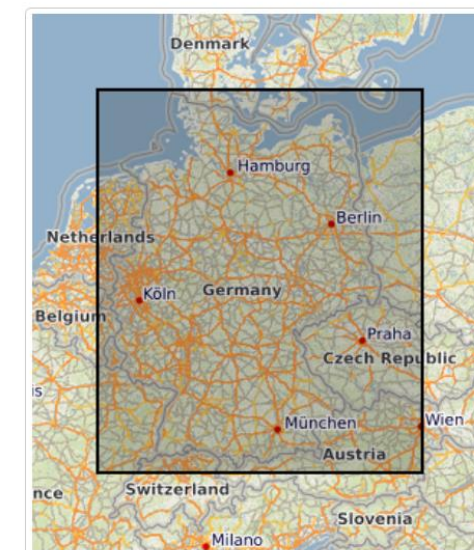 Denmark
Hamburg
Berlin
Netherlands
Köln
Germany
Belgium
Praha
Czech Republic
is
München
Wien
Austria
nce
Switzerland
Slovenia
Milano